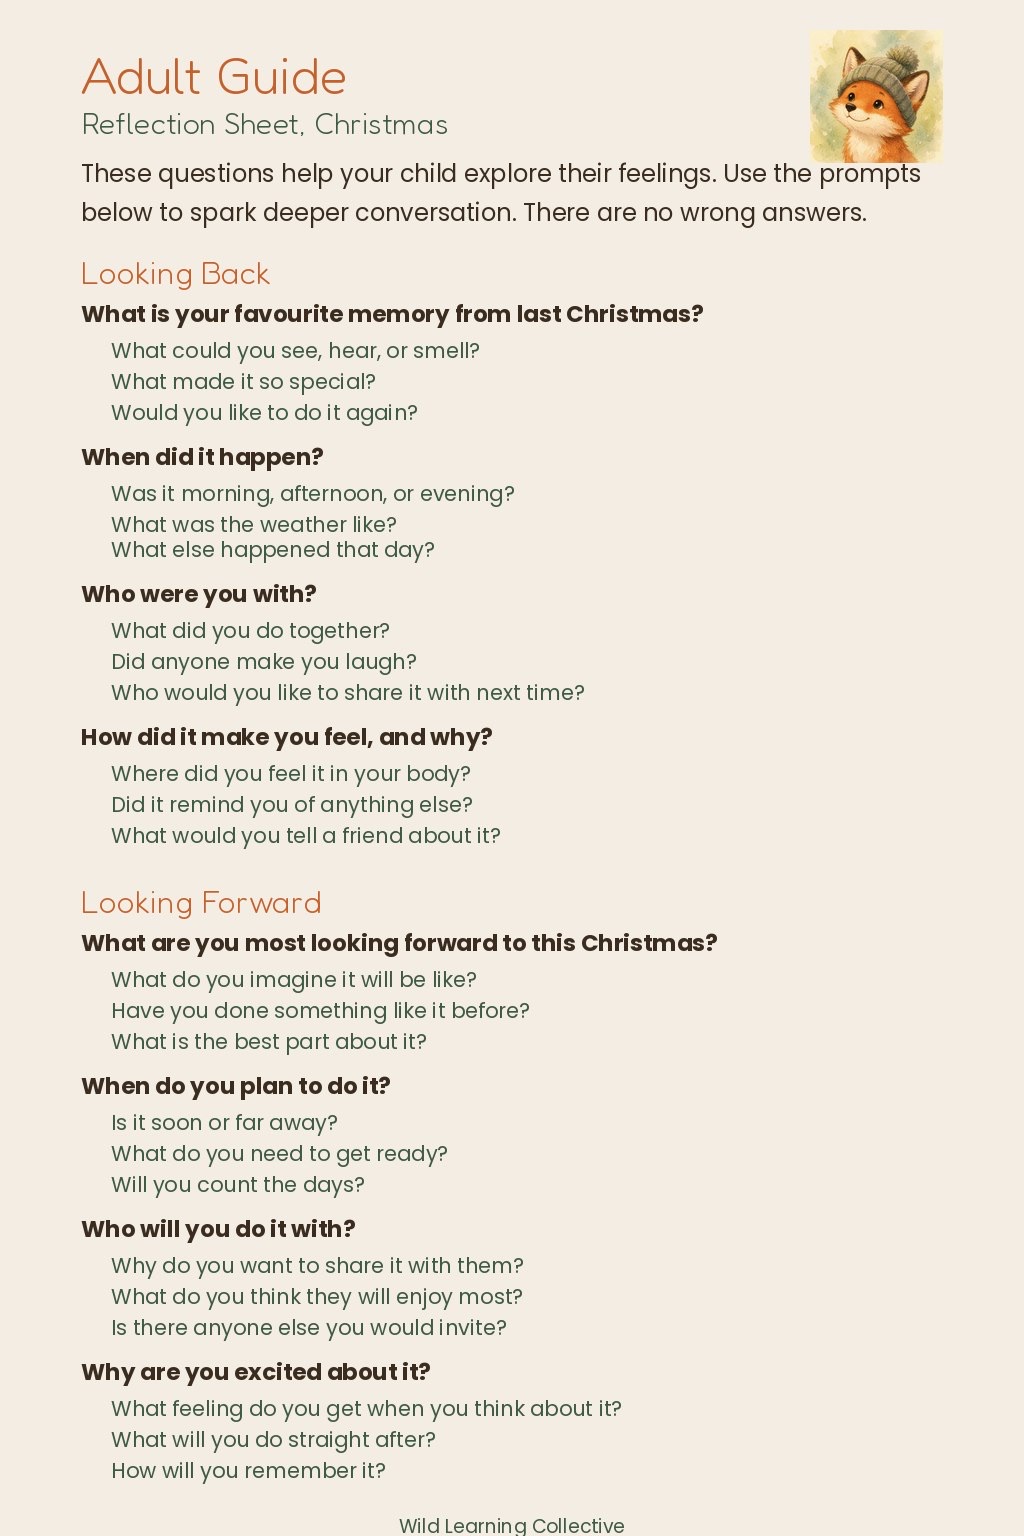 Adult Guide
Reflection Sheet, Christmas
These questions help your child explore their feelings. Use the prompts
below to spark deeper conversation. There are no wrong answers.
Looking Back
What is your favourite memory from last Christmas?
What could you see, hear, or smell?
What made it so special?
Would you like to do it again?
When did it happen?
Was it morning, afternoon, or evening?
What was the weather like?
What else happened that day?
Who were you with?
What did you do together?
Did anyone make you laugh?
Who would you like to share it with next time?
How did it make you feel, and why?
Where did you feel it in your body?
Did it remind you of anything else?
What would you tell a friend about it?
Looking Forward
What are you most looking forward to this Christmas?
What do you imagine it will be like?
Have you done something like it before?
What is the best part about it?
When do you plan to do it?
Is it soon or far away?
What do you need to get ready?
Will you count the days?
Who will you do it with?
Why do you want to share it with them?
What do you think they will enjoy most?
Is there anyone else you would invite?
Why are you excited about it?
What feeling do you get when you think about it?
What will you do straight after?
How will you remember it?
Wild Learning Collective